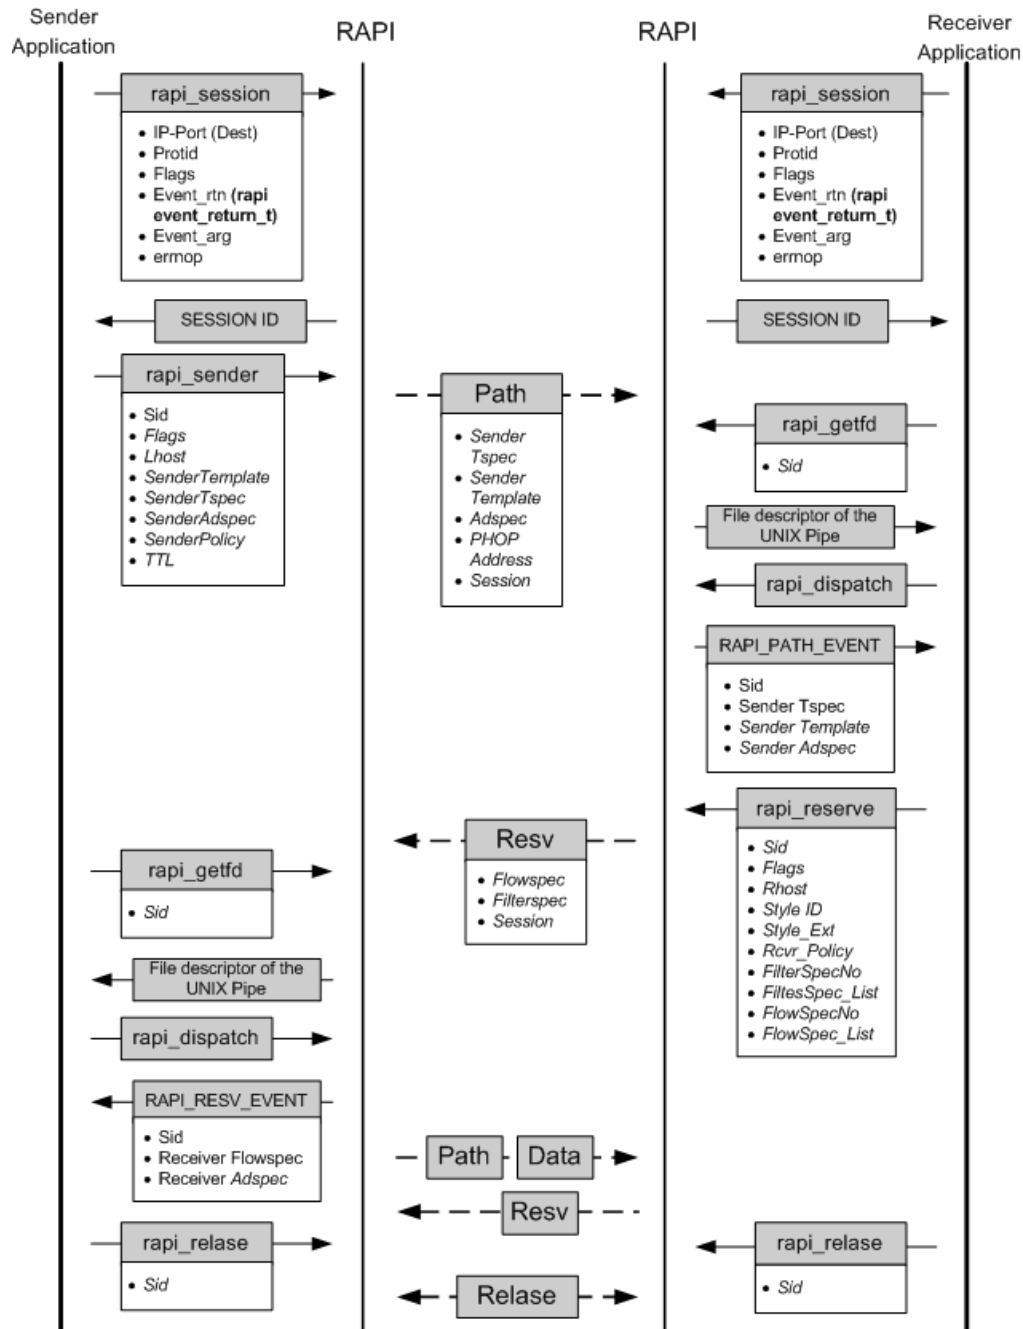 Sender
Application
RAPI
RAPI
Receiver
Application
rapi_session
• IP-Port (Dest)
• Protid
• Flags
• Event_rtn (rapi
event_return_t)
• Event_arg
• errnop
rapi_session
• IP-Port (Dest)
• Protid
• Flags
• Event_rtn (rapi
event_return_t)
• Event_arg
• errnop
SESSION ID
SESSION ID
rapi_sender
• Sid
• Flags
• Lhost
• SenderTemplate
• SenderTspec
• SenderAdspec
• SenderPolicy
• TTL
Path
• Sender
Tspec
• Sender
Template
• Adspec
• PHOP
Address
• Session
rapi_getfd
• Sid
File descriptor of the
UNIX Pipe
rapi_dispatch
RAPI_PATH_EVENT
• Sid
• Sender Tspec
• Sender Template
• Sender Adspec
rapi_reserve
• Sid
• Flags
• Rhost
• Style ID
• Style_Ext
• Rcvr_Policy
• FilterSpecNo
• FiltesSpec_List
• FlowSpecNo
• FlowSpec_List
Resv
• Flowspec
• Filterspec
• Session
rapi_getfd
• Sid
File descriptor of the
UNIX Pipe
rapi_dispatch
RAPI_RESV_EVENT
• Sid
• Receiver Flowspec
• Receiver Adspec
Path
Data
Resv
rapi_relase
• Sid
rapi_relase
• Sid
Relase